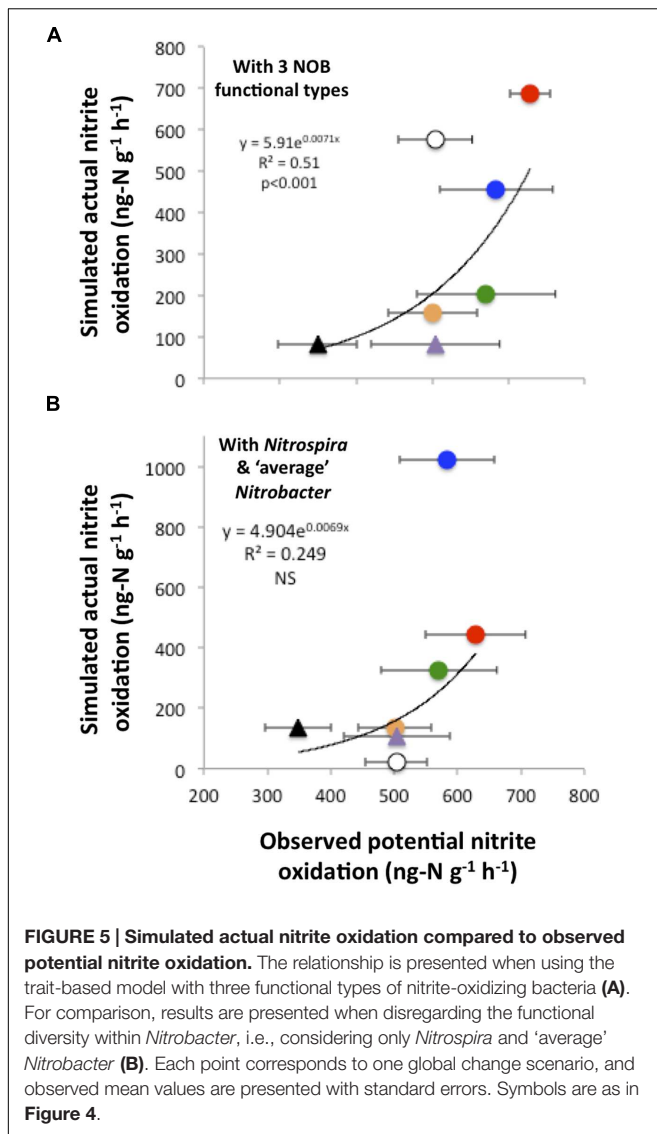 A
800
700
600
500
400
300
200
100
0
Simulated actual nitrite
oxidation (ng-N g⁻¹ h⁻¹)
With 3 NOB
functional types
y = 5.91e^0.0071x
R² = 0.51
p<0.001
B
1000
800
600
400
200
0
Simulated actual nitrite
oxidation (ng-N g⁻¹ h⁻¹)
With Nitrospira
& ‘average’
Nitrobacter
y = 4.904e^0.0069x
R² = 0.249
NS
200 300 400 500 600 700 800
Observed potential nitrite
oxidation (ng-N g⁻¹ h⁻¹)
FIGURE 5 | Simulated actual nitrite oxidation compared to observed
potential nitrite oxidation. The relationship is presented when using the
trait-based model with three functional types of nitrite-oxidizing bacteria (A).
For comparison, results are presented when disregarding the functional
diversity within Nitrobacter, i.e., considering only Nitrospira and ‘average’
Nitrobacter (B). Each point corresponds to one global change scenario, and
observed mean values are presented with standard errors. Symbols are as in
Figure 4.